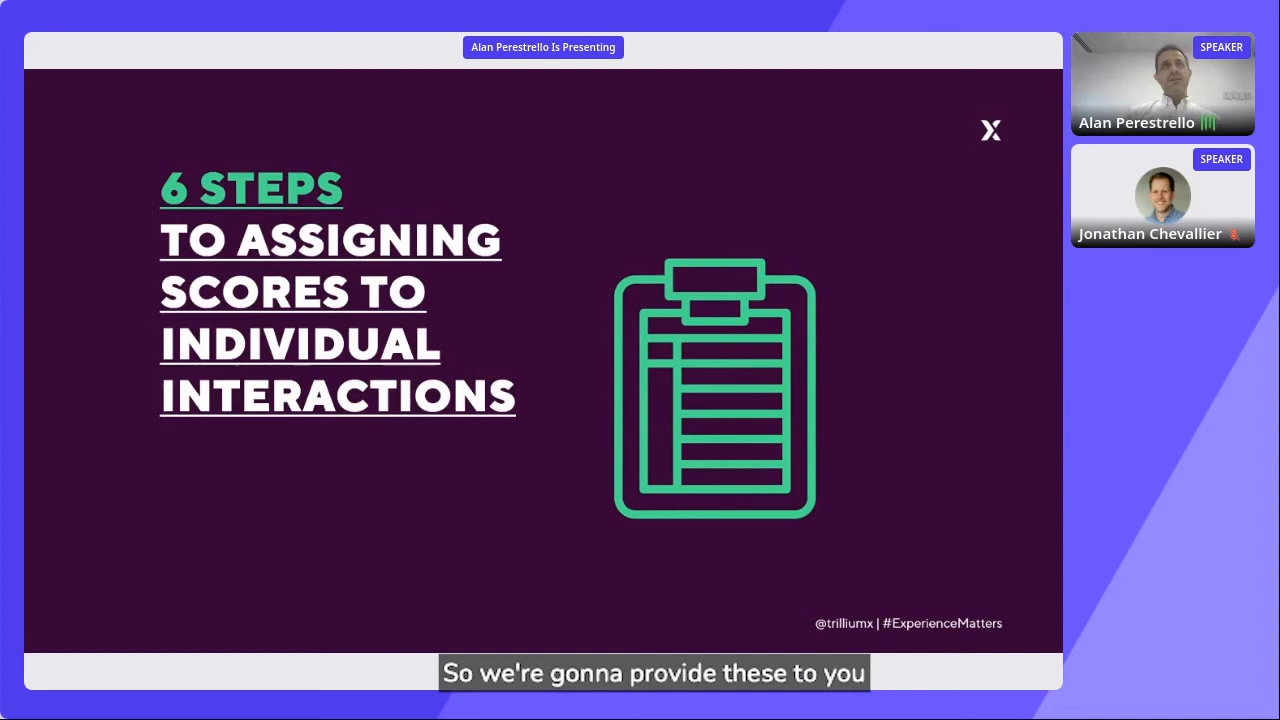 Alan Perestrello Is Presenting
6 STEPS
TO ASSIGNING
SCORES TO
INDIVIDUAL
INTERACTIONS
@trilliumx | #ExperienceMatters
So we're gonna provide these to you
SPEAKER
Alan Perestrello
SPEAKER
Jonathan Chevallier